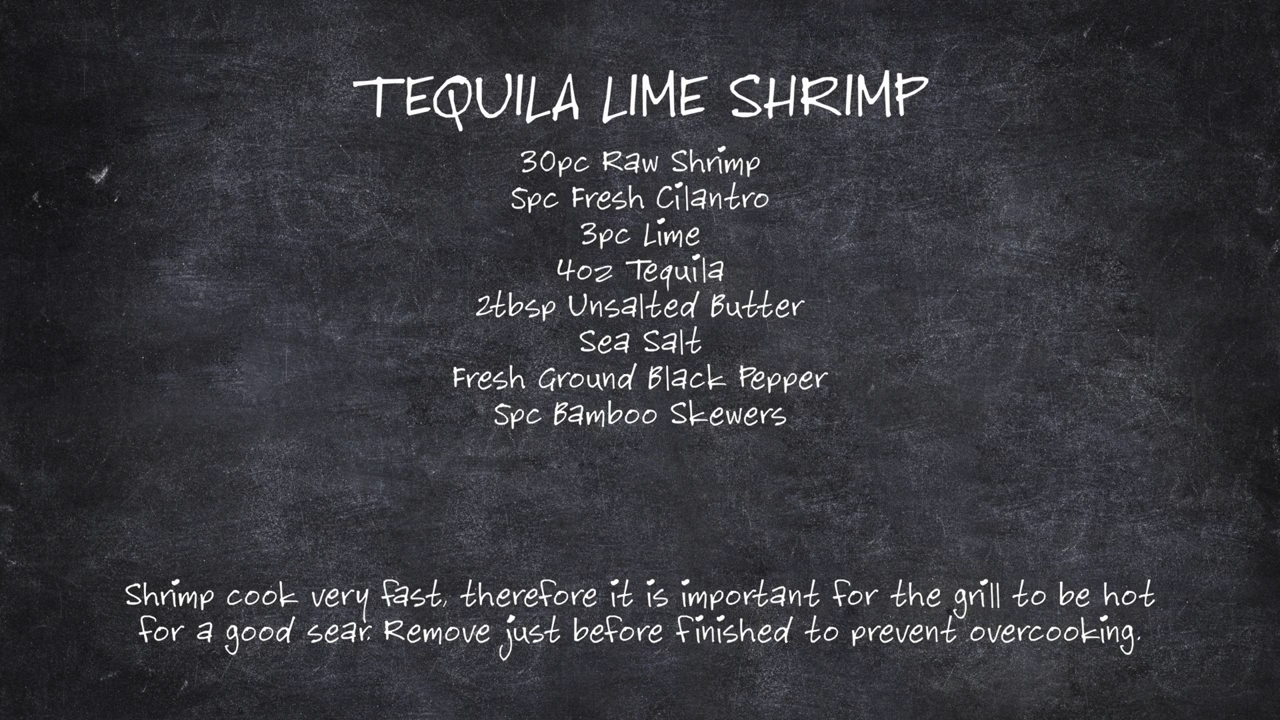 TEQUILA LIME SHRIMP
30pc Raw Shrimp
5pc Fresh Cilantro
3pc Lime
4oz Tequila
2tbsp Unsalted Butter
Sea Salt
Fresh Ground Black Pepper
5pc Bamboo Skewers
Shrimp cook very fast, therefore it is important for the grill to be hot
for a good sear. Remove just before finished to prevent overcooking.